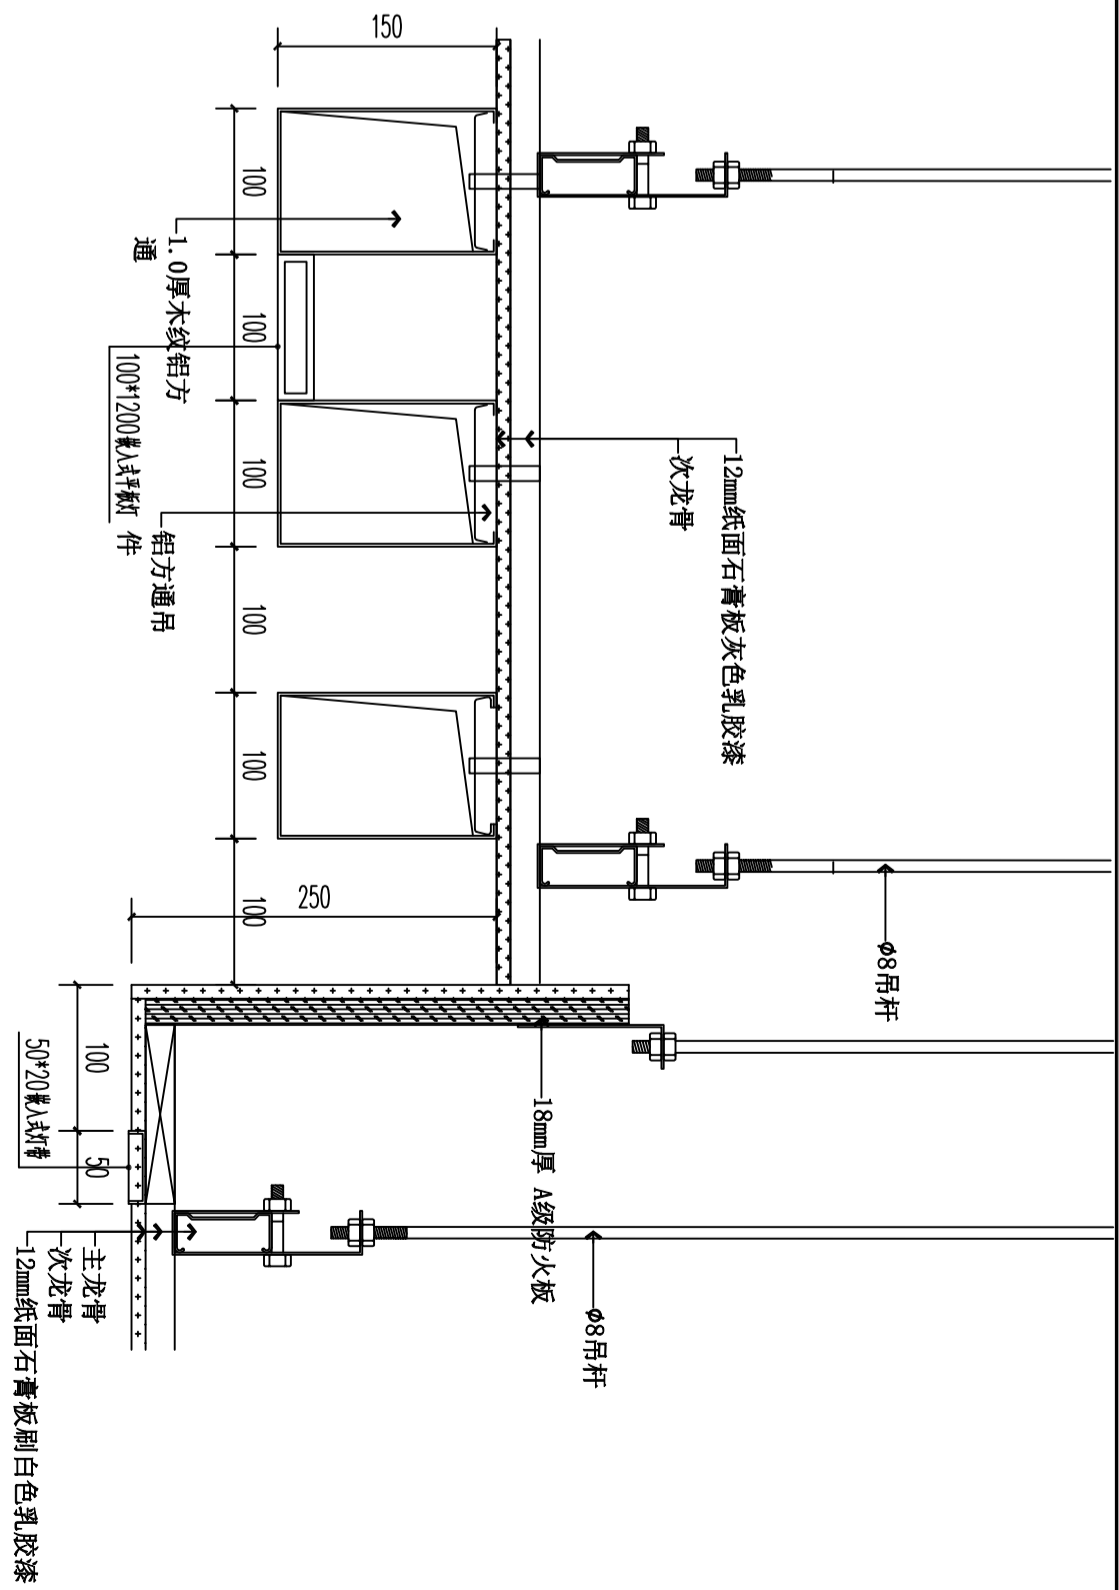 150
100
100
100
100
100
100
250
1.0厚木纹铝方
通
100*1200嵌入式平板灯
铝方通吊
件
12mm纸面石膏板灰色乳胶漆
次龙骨
φ8吊杆
18mm厚 A级防火板
φ8吊杆
100
50
50*20嵌入式灯带
主龙骨
次龙骨
12mm纸面石膏板刷白色乳胶漆